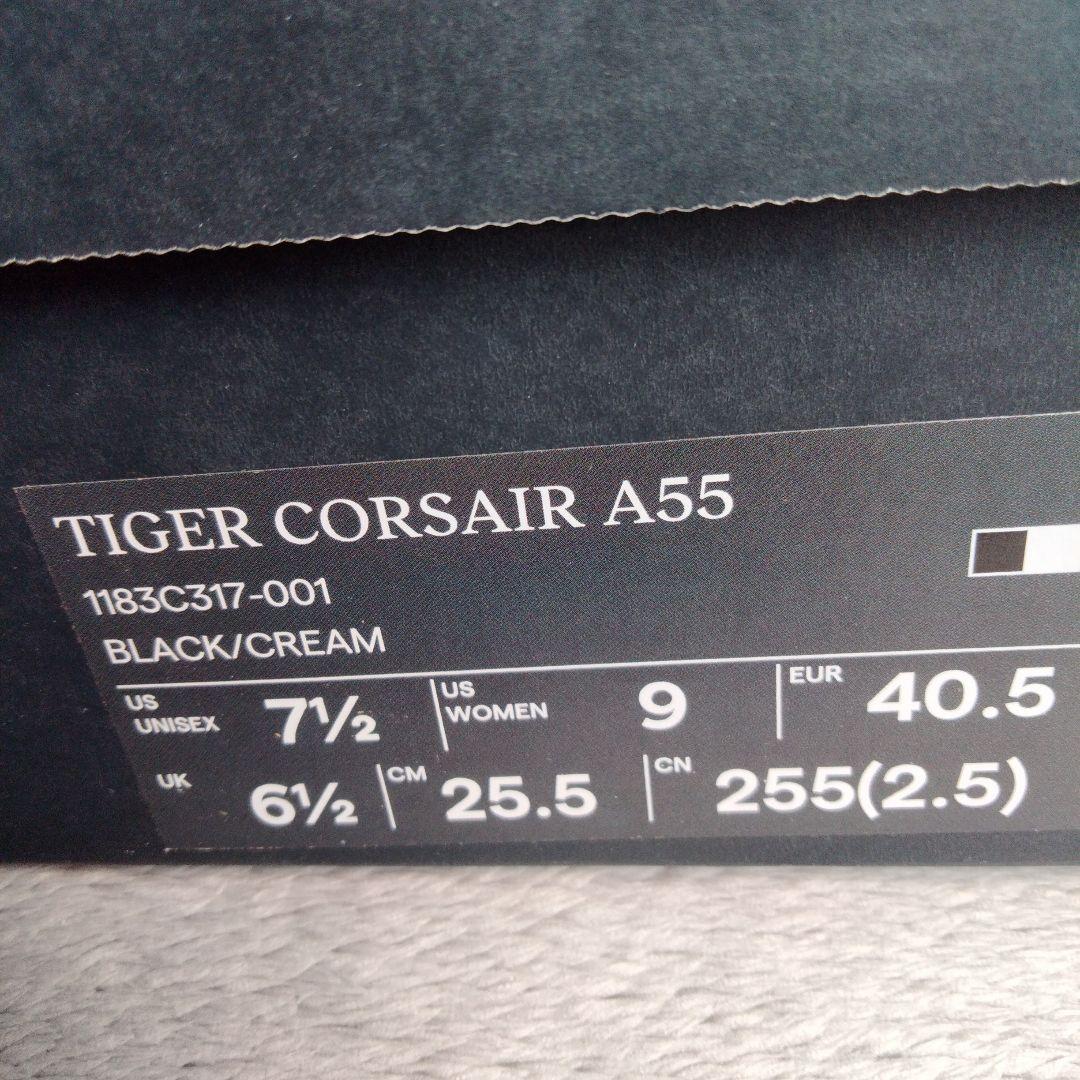 TIGER CORSAIR A55
1183C317-001
BLACK/CREAM
US UNISEX 7½ US WOMEN 9 EUR 40.5
UK 6½ CM 25.5 CN 255(2.5)